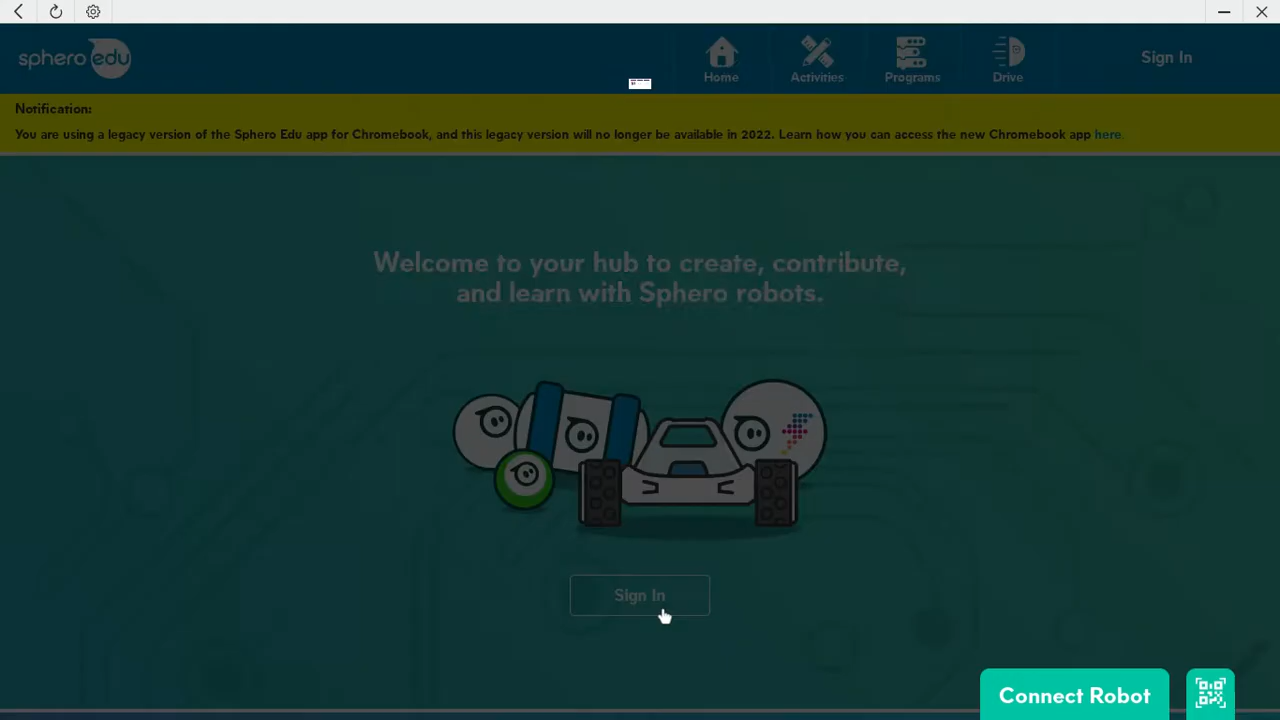 sphero edu
Home
Activities
Programs
Drive
Sign In
Notification:
You are using a legacy version of the Sphero Edu app for Chromebook, and this legacy version will no longer be available in 2022. Learn how you can access the new Chromebook app here.
Welcome to your hub to create, contribute,
and learn with Sphero robots.
Sign In
Connect Robot